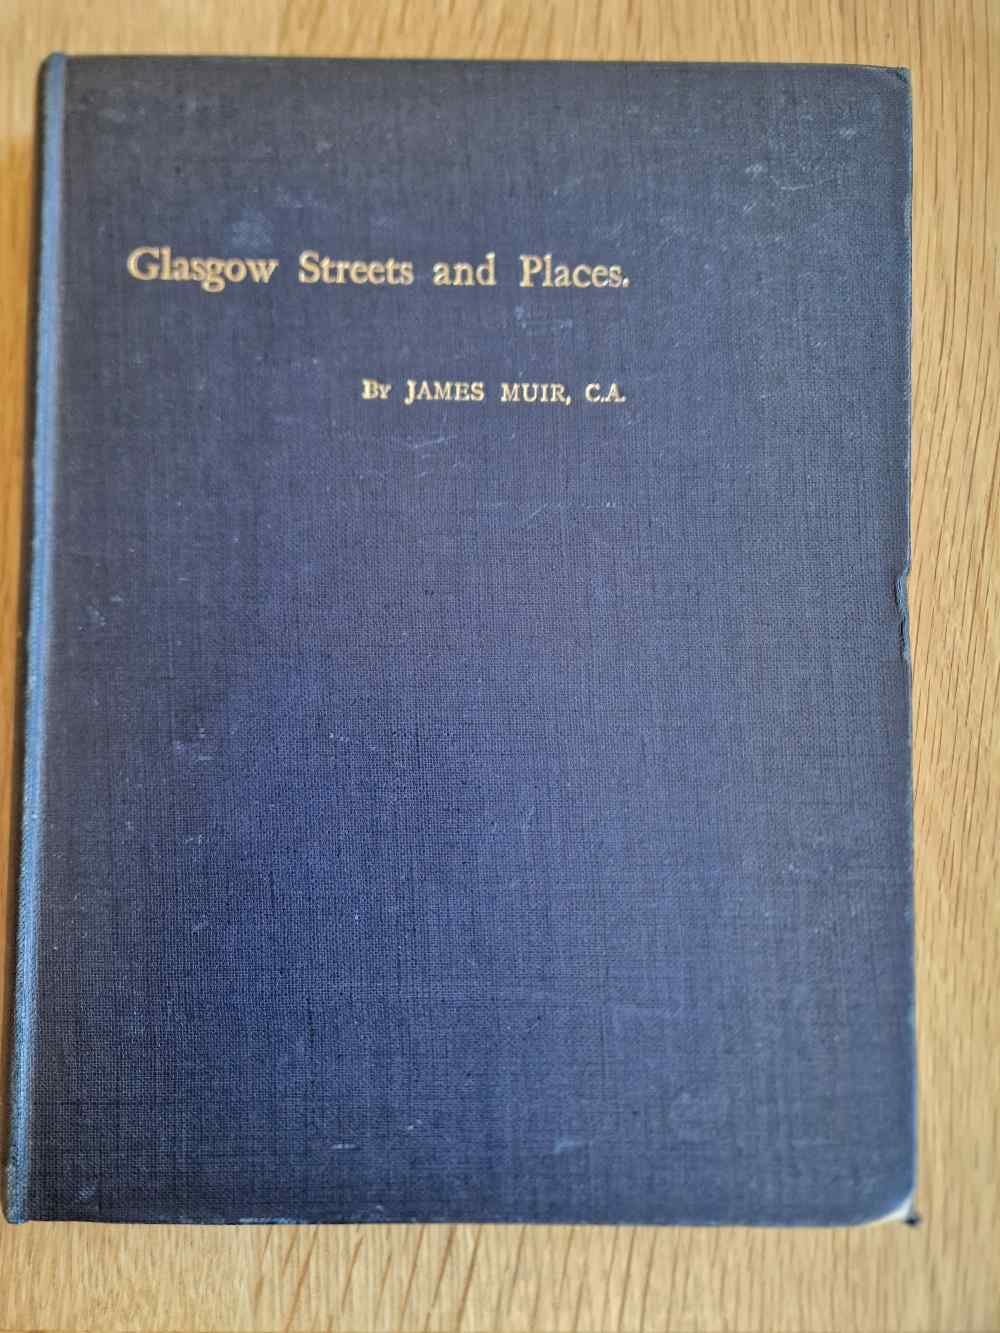 Glasgow Streets and Places.
By JAMES MUIR, C.A.